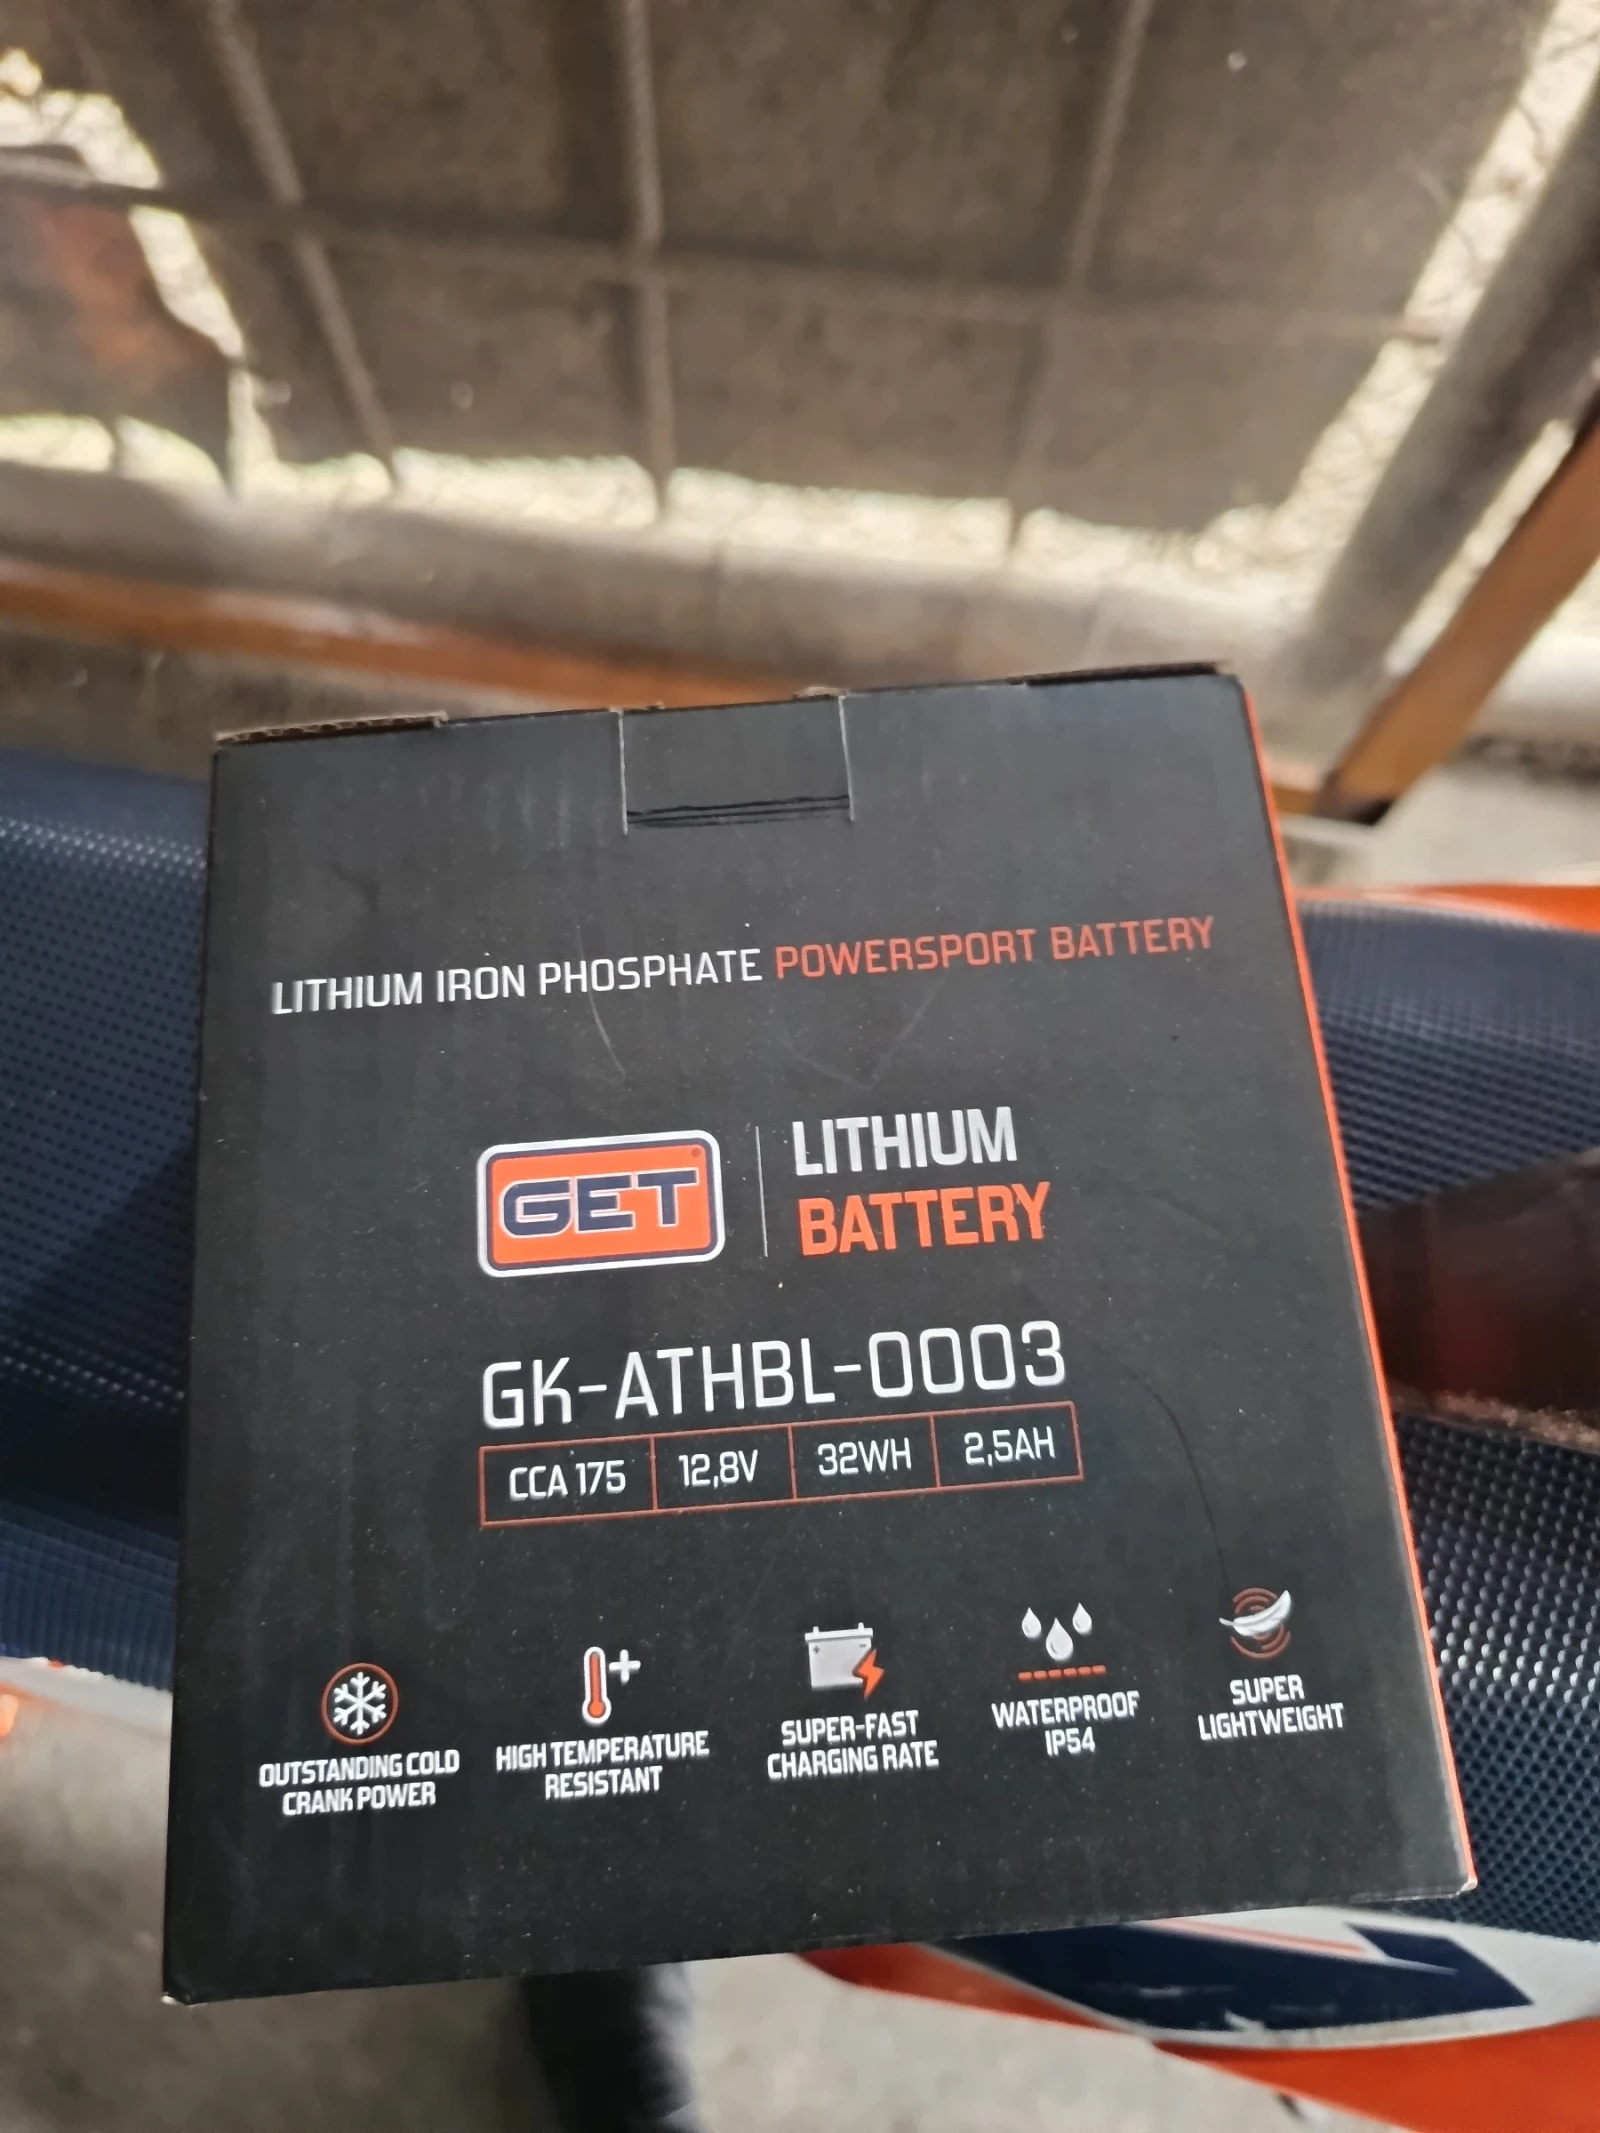 LITHIUM IRON PHOSPHATE POWERSPORT BATTERY
GET
LITHIUM
BATTERY
GK-ATHBL-0003
CCA 175 12,8V 32WH 2,5AH
OUTSTANDING COLD
CRANK POWER
HIGH TEMPERATURE
RESISTANT
SUPER-FAST
CHARGING RATE
WATERPROOF
IP54
SUPER
LIGHTWEIGHT